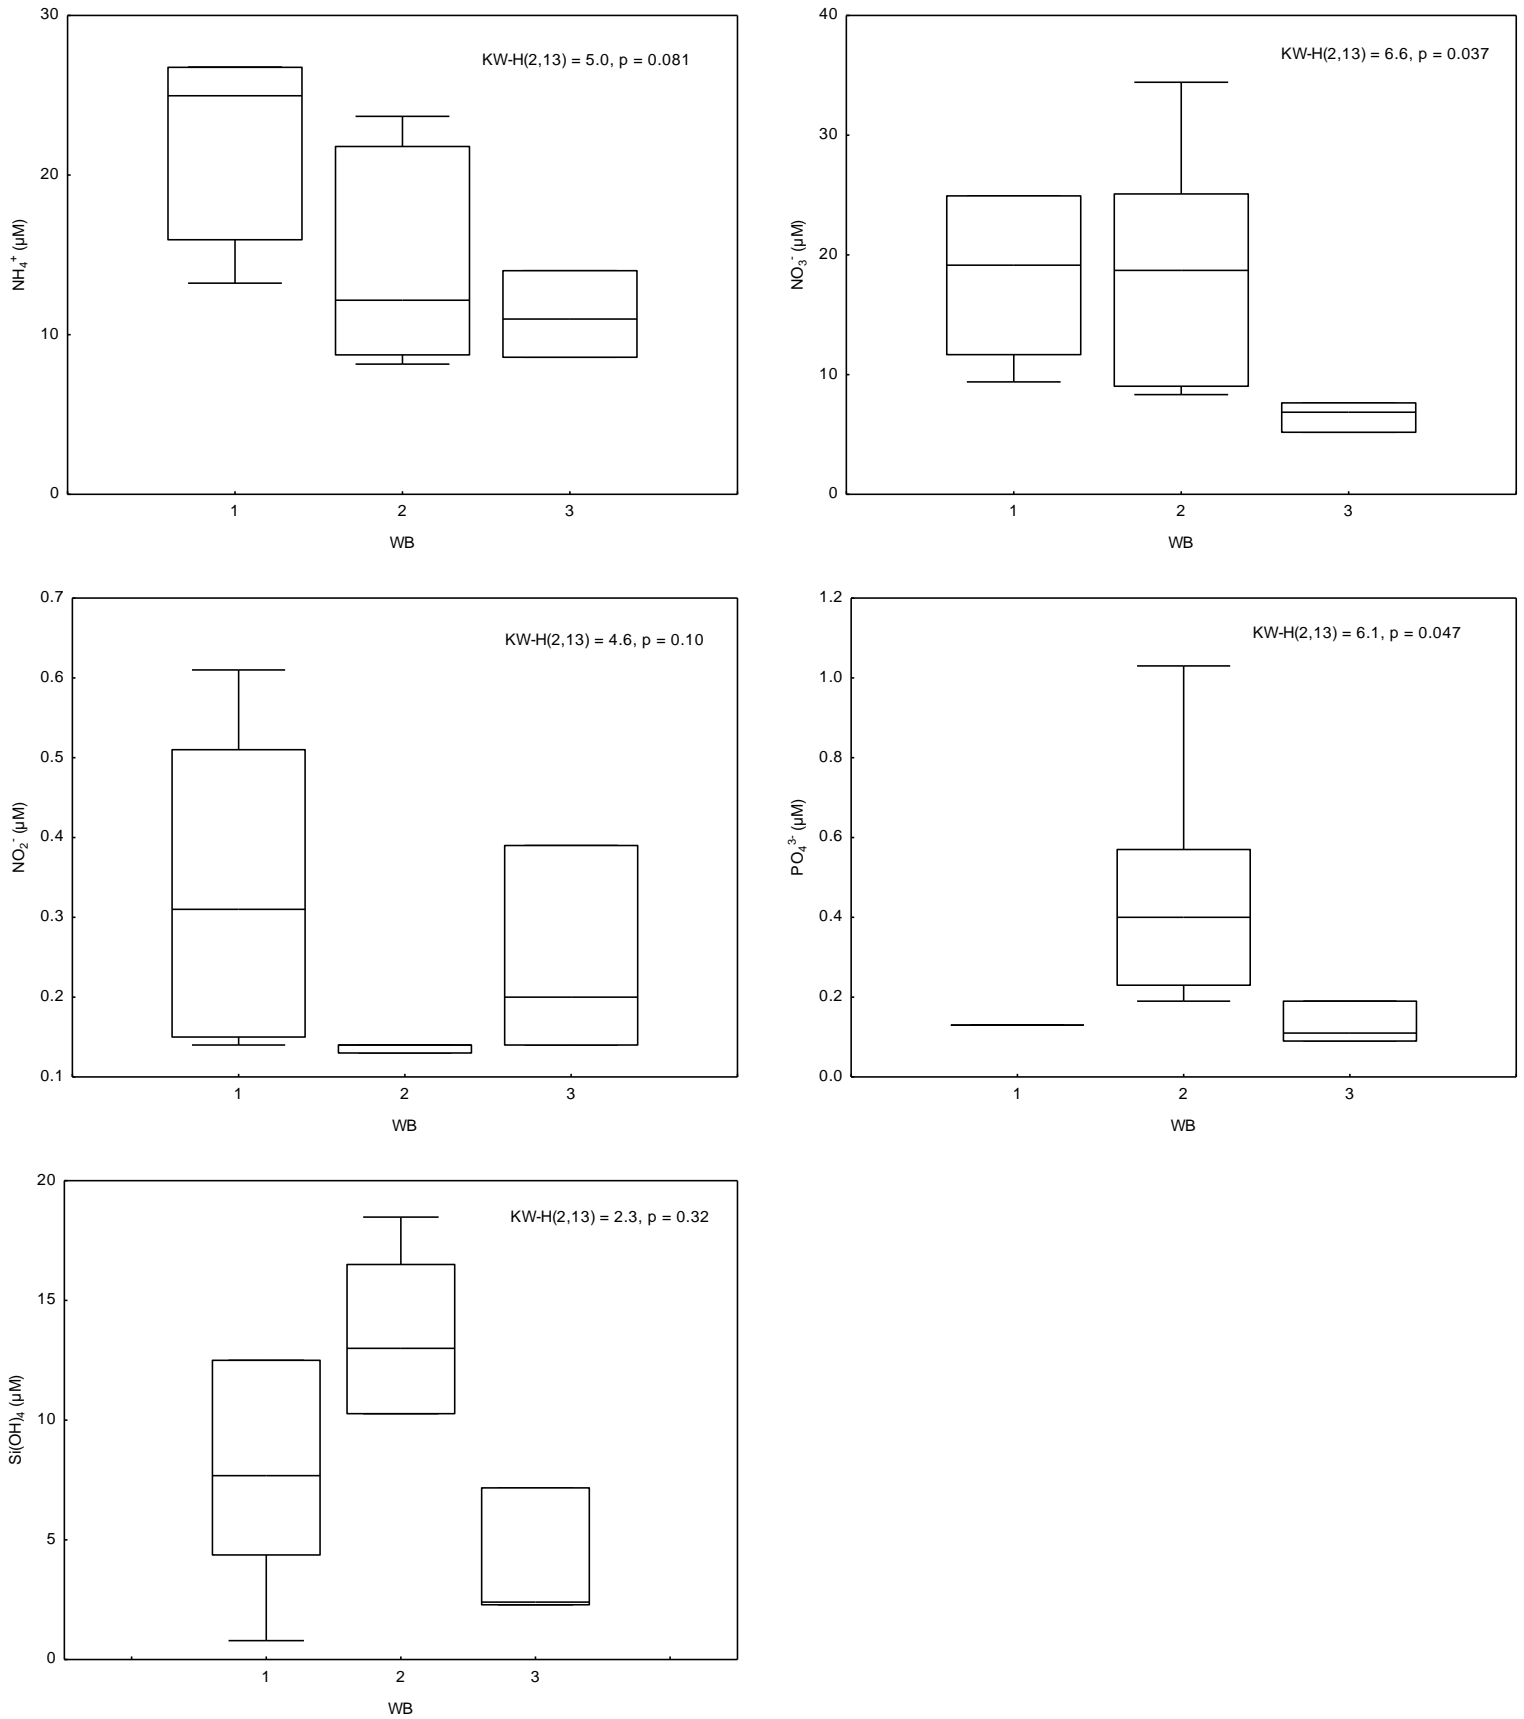 30
20
10
0
NH₄⁺ (µM)
KW-H(2,13) = 5.0, p = 0.081
1 2 3
WB
40
30
20
10
0
NO₃⁻ (µM)
KW-H(2,13) = 6.6, p = 0.037
1 2 3
WB
0.7
0.6
0.5
0.4
0.3
0.2
0.1
NO₂⁻ (µM)
KW-H(2,13) = 4.6, p = 0.10
1 2 3
WB
1.2
1.0
0.8
0.6
0.4
0.2
0.0
PO₄³⁻ (µM)
KW-H(2,13) = 6.1, p = 0.047
1 2 3
WB
20
15
10
5
0
Si(OH)₄ (µM)
KW-H(2,13) = 2.3, p = 0.32
1 2 3
WB